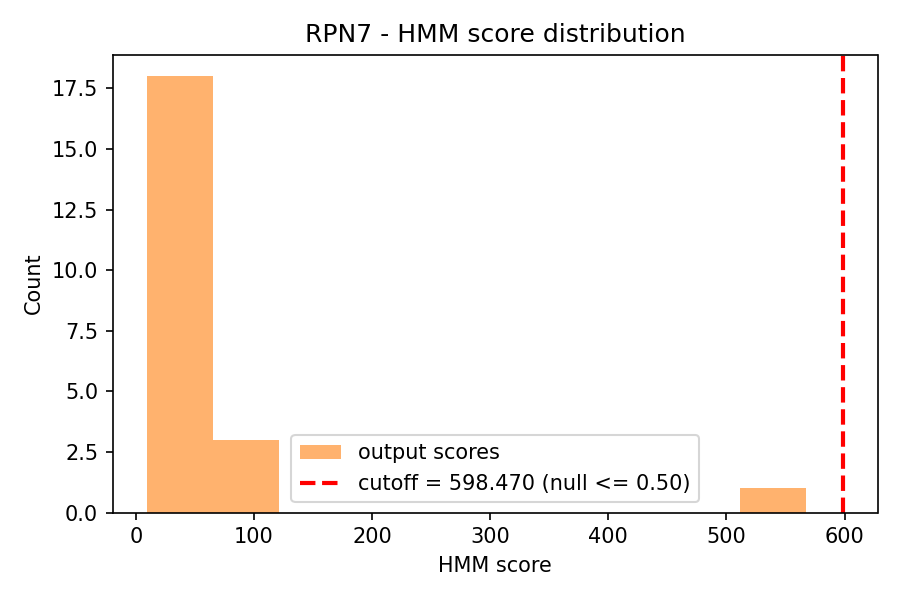 RPN7 - HMM score distribution
Count
17.5
15.0
12.5
10.0
7.5
5.0
2.5
0.0
output scores
cutoff = 598.470 (null <= 0.50)
0 100 200 300 400 500 600
HMM score